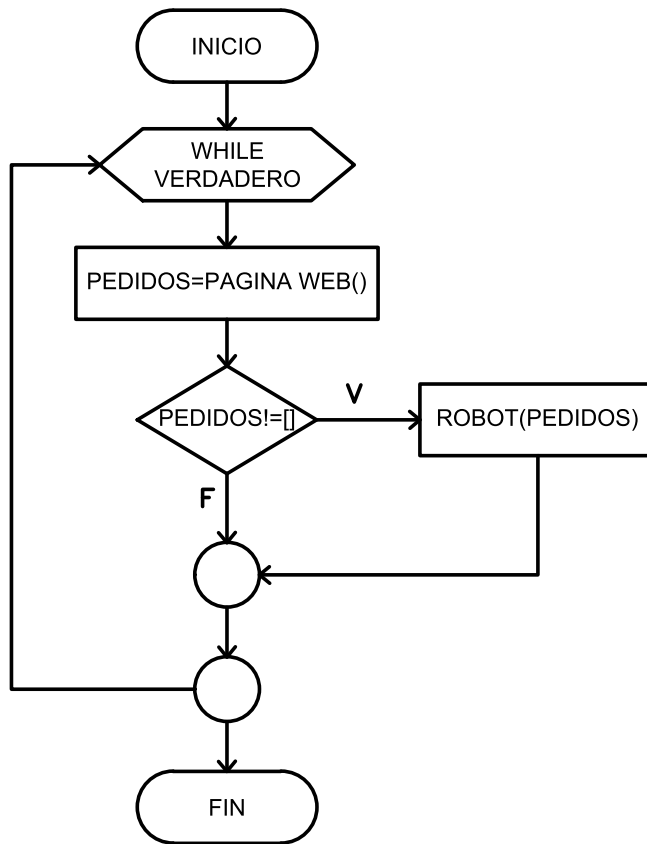 INICIO
WHILE
VERDADERO
PEDIDOS=PAGINA WEB()
PEDIDOS!=[]
V
ROBOT(PEDIDOS)
F
FIN